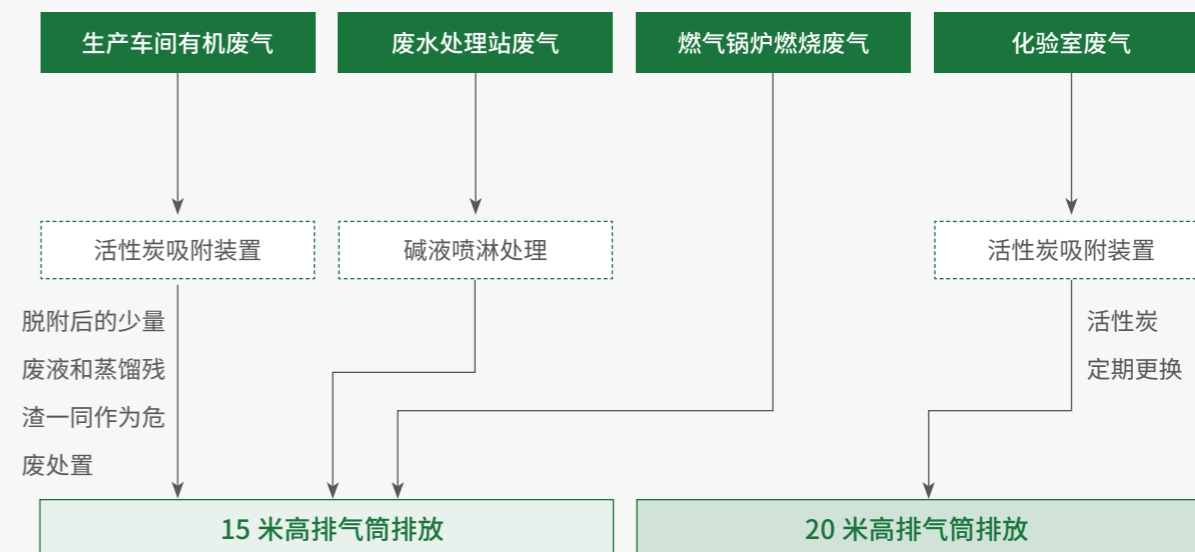 生产车间有机废气
废水处理站废气
燃气锅炉燃烧废气
化验室废气
活性炭吸附装置
碱液喷淋处理
活性炭吸附装置
脱附后的少量
废液和蒸馏残
渣一同作为危
废处置
活性炭
定期更换
15 米高排气筒排放
20 米高排气筒排放